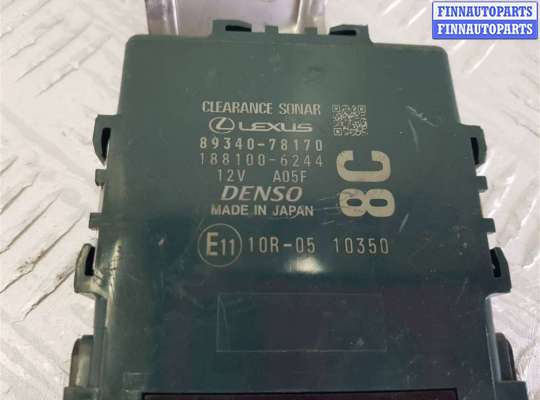 FINNAUTOPARTS
FINNAUTOPARTS
FINNAUTOPARTS
CLEARANCE SONAR
LEXUS
89340-78170
188100-6244
12V A05F
DENSO
MADE IN JAPAN
8C
E11 10R-05 10350